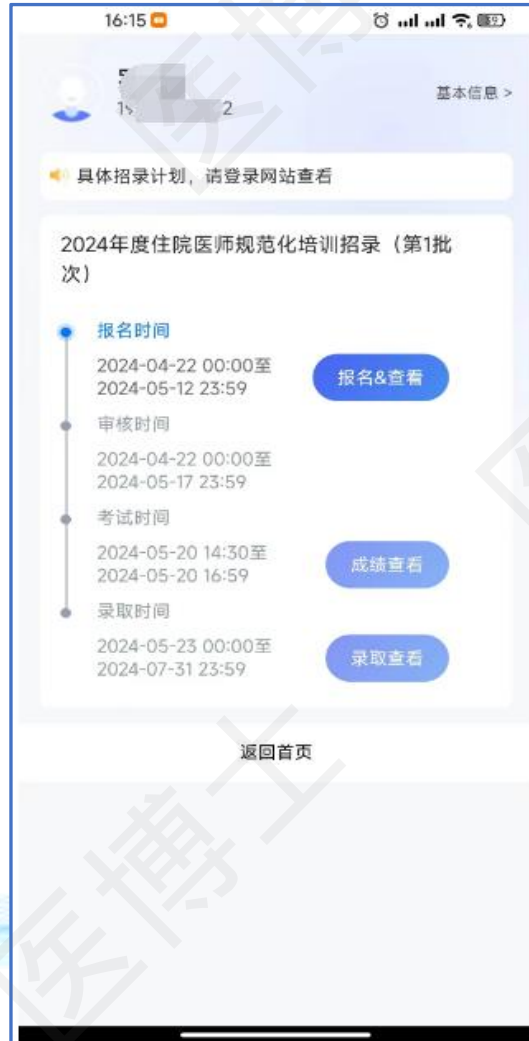 16:15
基本信息 >
2
具体招录计划，请登录网站查看
2024年度住院医师规范化培训招录（第1批
次）
报名时间
2024-04-22 00:00至
2024-05-12 23:59
报名&查看
审核时间
2024-04-22 00:00至
2024-05-17 23:59
考试时间
2024-05-20 14:30至
2024-05-20 16:59
成绩查看
录取时间
2024-05-23 00:00至
2024-07-31 23:59
录取查看
返回首页
医博士